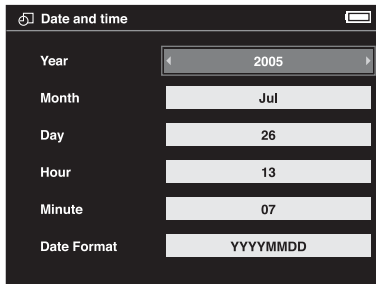 Date and time
Year 2005
Month Jul
Day 26
Hour 13
Minute 07
Date Format YYYYMMDD